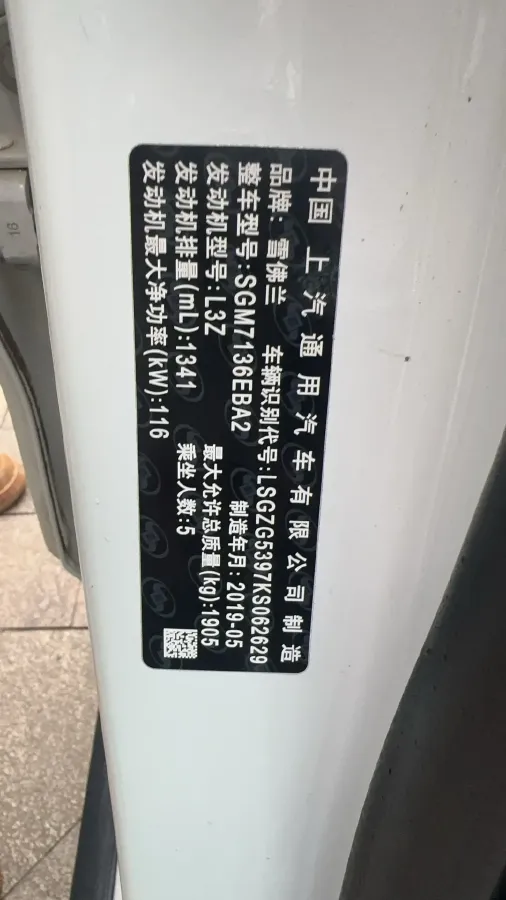 中国 上汽通用汽车有限公司制造
品牌: 雪佛兰 车辆识别代号:LSGZG5397KS062629
整车型号:SGM7136EBA2 制造年月:2019-05
发动机型号:L3Z 最大允许总质量(kg):1905
发动机排量(mL):1341 乘坐人数:5
发动机最大净功率(kW):116
16